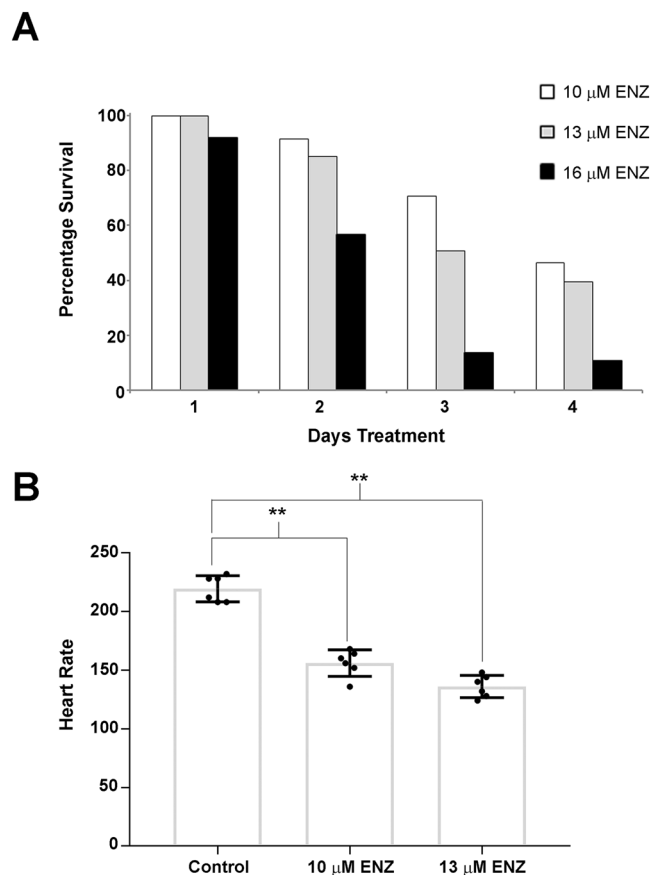 A
10 μM ENZ
13 μM ENZ
16 μM ENZ
Percentage Survival
100
80
60
40
20
0
1 2 3 4
Days Treatment
B
**
**
Heart Rate
250
200
150
100
50
0
Control 10 μM ENZ 13 μM ENZ